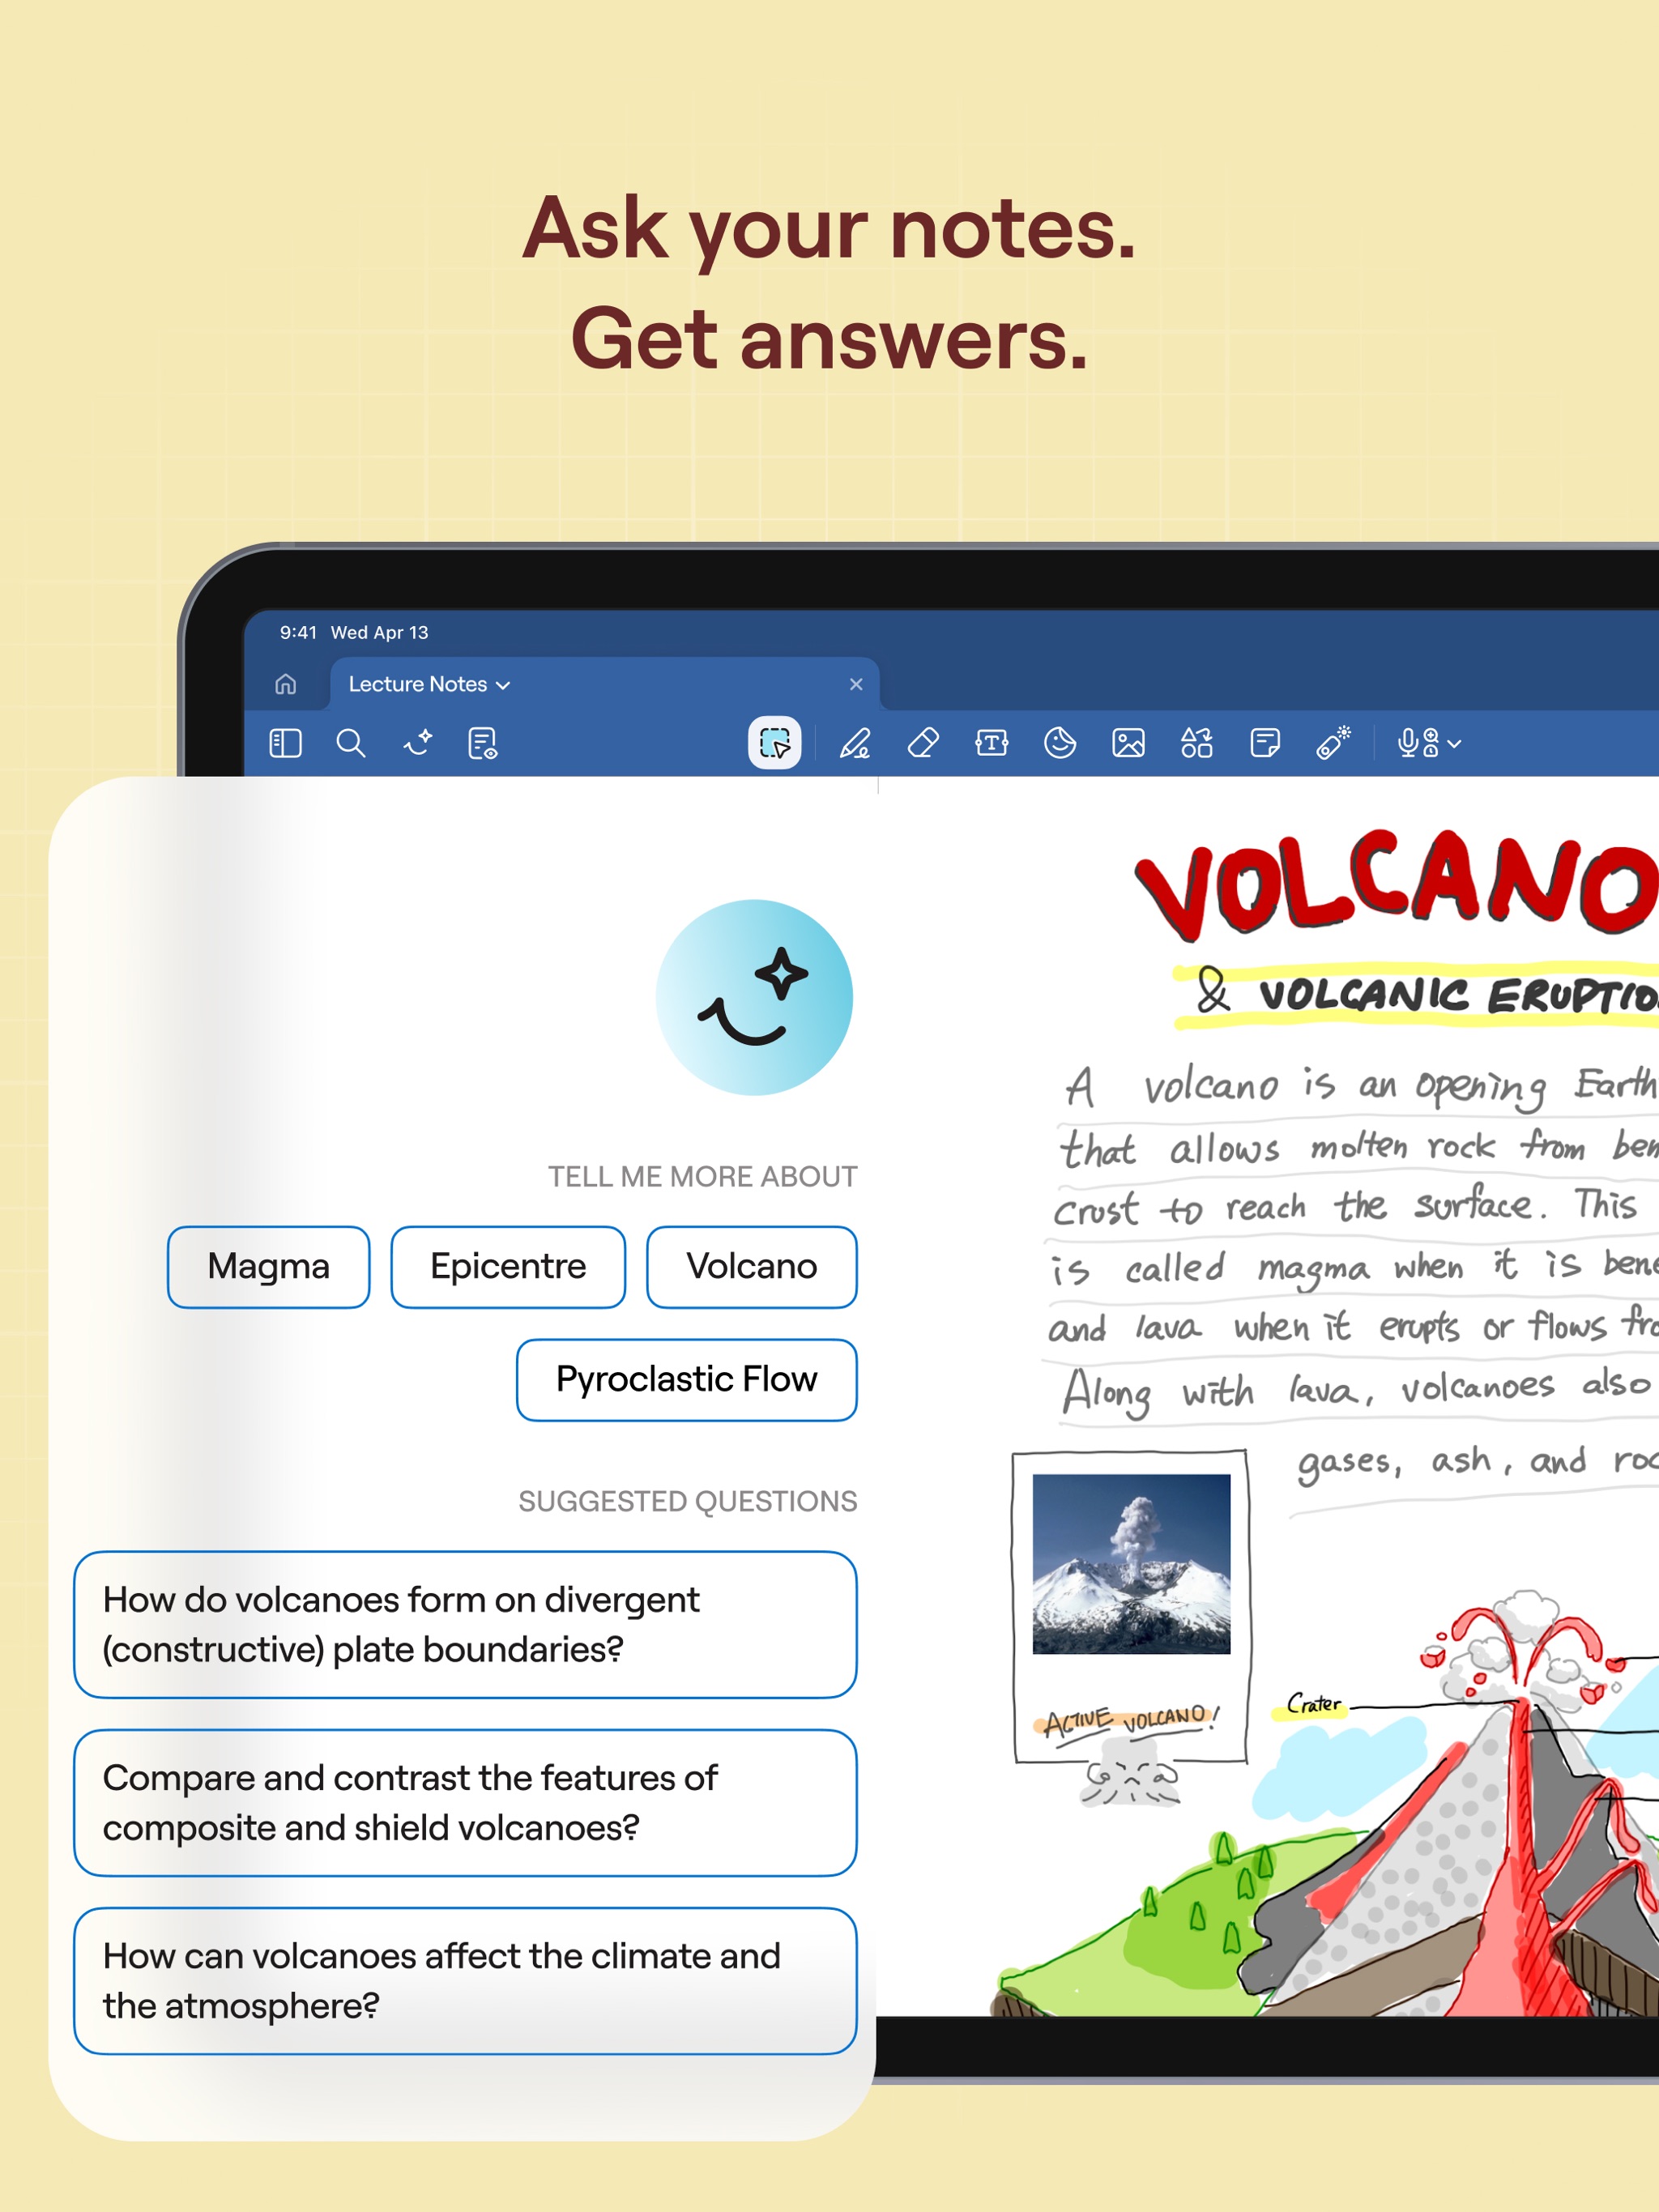 Ask your notes.
Get answers.
9:41 Wed Apr 13
Lecture Notes
TELL ME MORE ABOUT
Magma
Epicentre
Volcano
Pyroclastic Flow
SUGGESTED QUESTIONS
How do volcanoes form on divergent
(constructive) plate boundaries?
Compare and contrast the features of
composite and shield volcanoes?
How can volcanoes affect the climate and
the atmosphere?
VOLCANO
& VOLCANIC ERUPTIO
A volcano is an opening Earth
that allows molten rock from
crust to reach the surface. This
is called magma when it is
and lava when it erupts or flows
Along with lava, volcanoes also
gases, ash, and
ACTIVE VOLCANO!
Crater